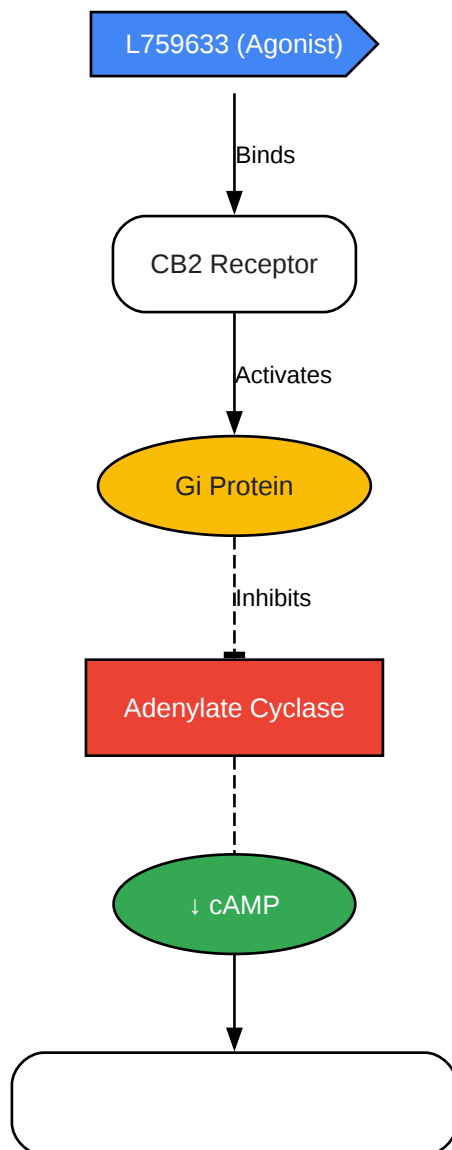 L759633 (Agonist)
Binds
CB2 Receptor
Activates
Gi Protein
Inhibits
Adenylate Cyclase
↓ cAMP